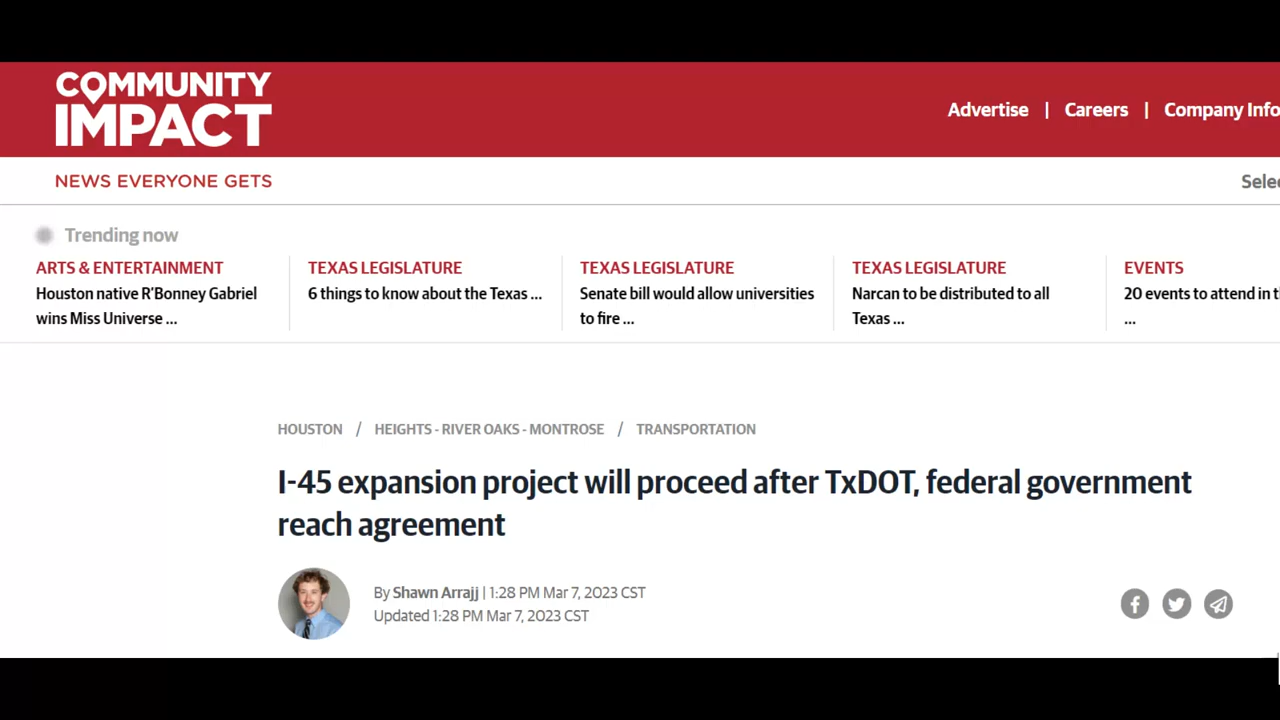 COMMUNITY
IMPACT
Advertise | Careers | Company Info
NEWS EVERYONE GETS
Trending now
ARTS & ENTERTAINMENT
Houston native R'Bonney Gabriel
wins Miss Universe ...
TEXAS LEGISLATURE
6 things to know about the Texas ...
TEXAS LEGISLATURE
Senate bill would allow universities
to fire ...
TEXAS LEGISLATURE
Narcan to be distributed to all
Texas ...
EVENTS
20 events to attend in
...
HOUSTON / HEIGHTS - RIVER OAKS - MONTROSE / TRANSPORTATION
I-45 expansion project will proceed after TxDOT, federal government
reach agreement
By Shawn Arrajj | 1:28 PM Mar 7, 2023 CST
Updated 1:28 PM Mar 7, 2023 CST